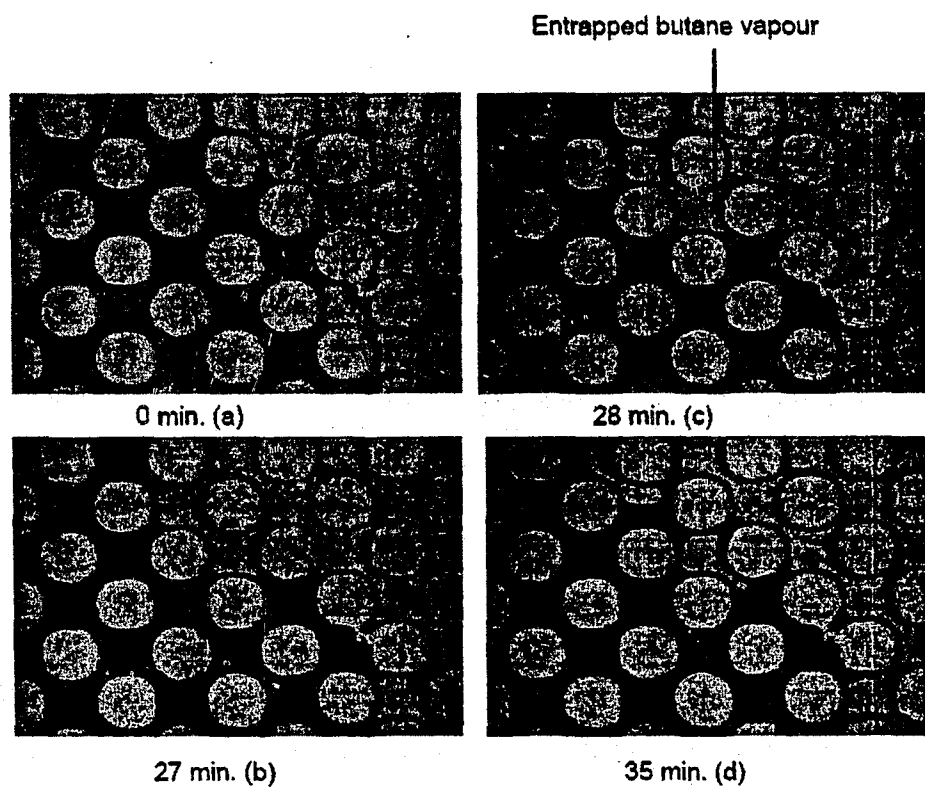 Entrapped butane vapour
0 min. (a)
28 min. (c)
27 min. (b)
35 min. (d)